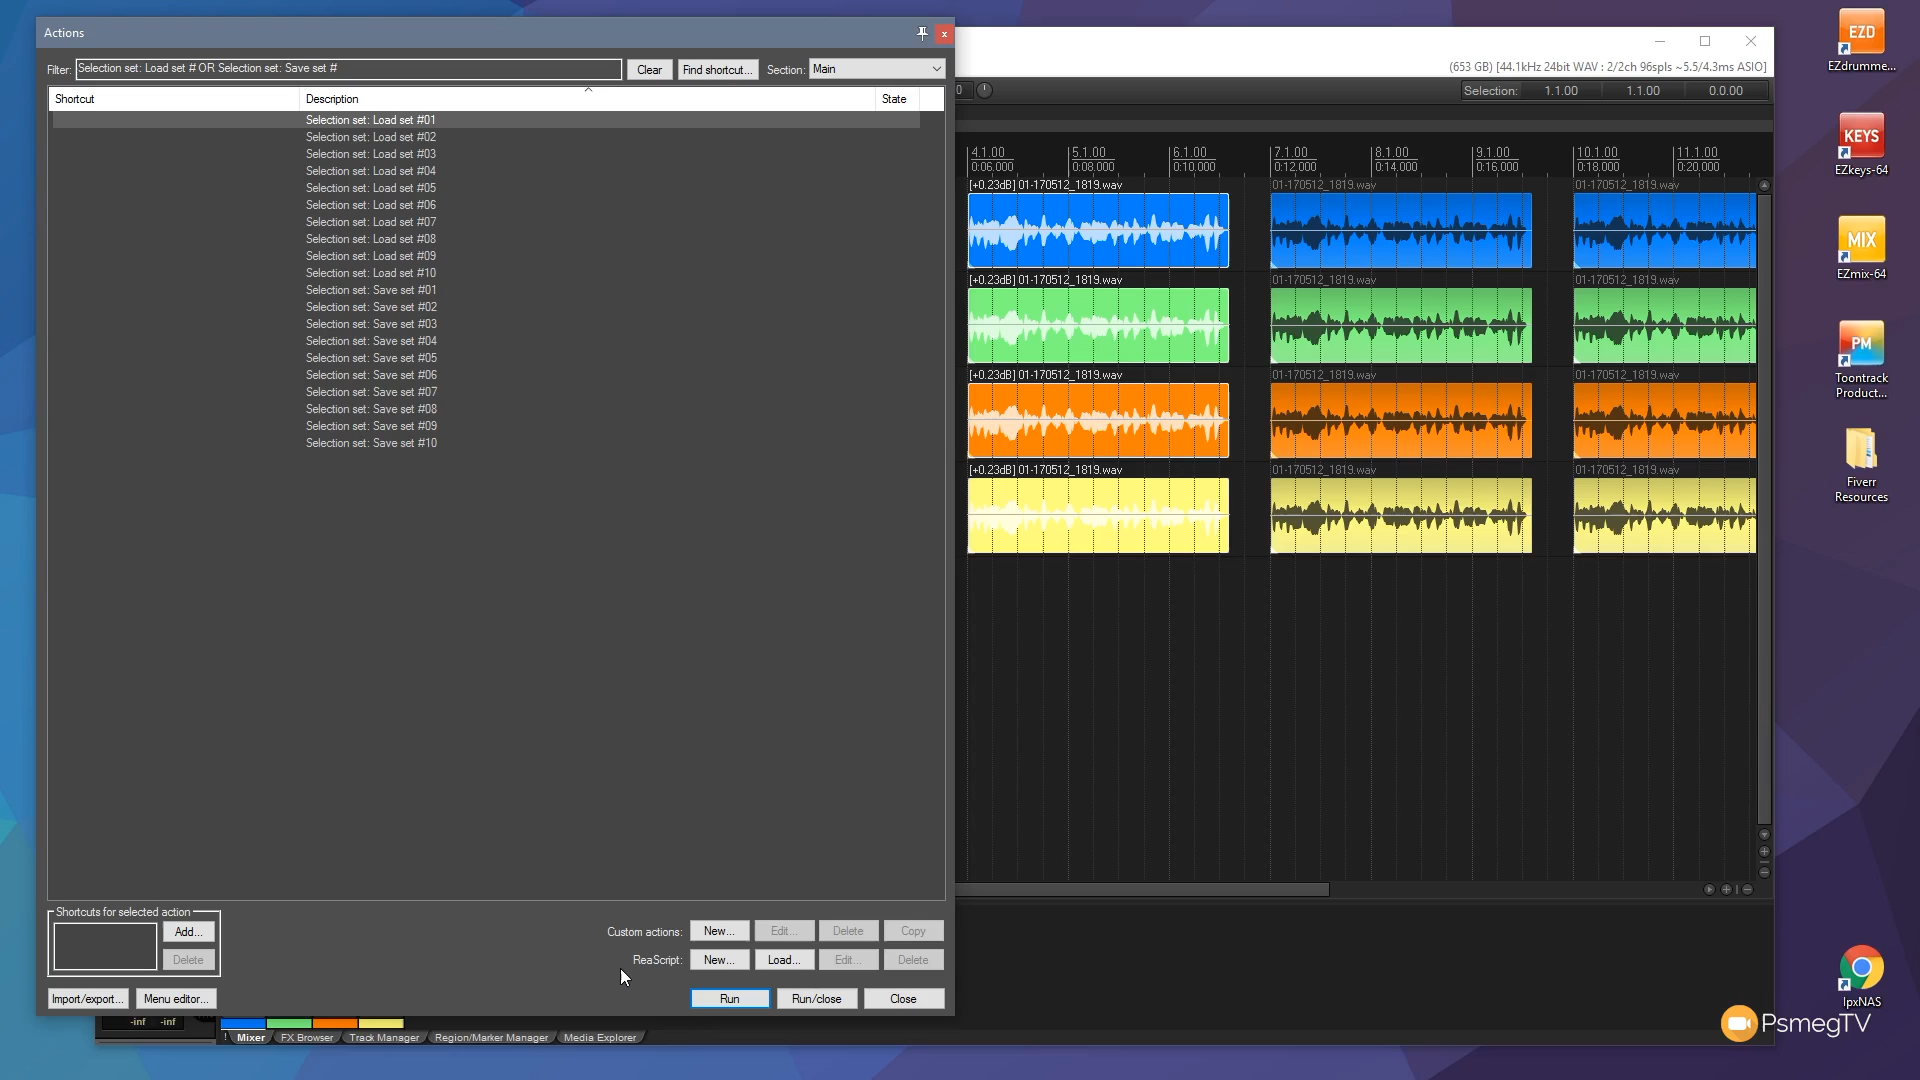 Actions
Filter: Selection set: Load set # OR Selection set: Save set # Clear Find shortcut... Section: Main
Shortcut Description State
Selection set: Load set #01
Selection set: Load set #02
Selection set: Load set #03
Selection set: Load set #04
Selection set: Load set #05
Selection set: Load set #06
Selection set: Load set #07
Selection set: Load set #08
Selection set: Load set #09
Selection set: Load set #10
Selection set: Save set #01
Selection set: Save set #02
Selection set: Save set #03
Selection set: Save set #04
Selection set: Save set #05
Selection set: Save set #06
Selection set: Save set #07
Selection set: Save set #08
Selection set: Save set #09
Selection set: Save set #10
Shortcuts for selected action
Add...
Delete
Custom actions: New... Edit... Delete Copy
ReaScript: New... Load... Edit... Delete
Import/export... Menu editor... Run Run/close Close
(653 GB) [44.1kHz 24bit WAV : 2/2ch 96spls ~5.5/4.3ms ASIO]
0 Selection: 1.1.00 1.1.00 0.0.00
4.1.00 5.1.00 6.1.00 7.1.00 8.1.00 9.1.00 10.1.00 11.1.00
0:06.000 0:08.000 0:10.000 0:12.000 0:14.000 0:16.000 0:18.000 0:20.000
[+0.23dB] 01-170512_1819.wav 01-170512_1819.wav 01-170512_1819.wav
[+0.23dB] 01-170512_1819.wav 01-170512_1819.wav 01-170512_1819.wav
[+0.23dB] 01-170512_1819.wav 01-170512_1819.wav 01-170512_1819.wav
[+0.23dB] 01-170512_1819.wav 01-170512_1819.wav 01-170512_1819.wav
-inf -inf
! Mixer FX Browser Track Manager Region/Marker Manager Media Explorer
EZD
EZdrumme...
KEYS
EZkeys-64
MIX
EZmix-64
PM
Toontrack
Product...
Fiverr
Resources
IpxNAS
PsmegTV